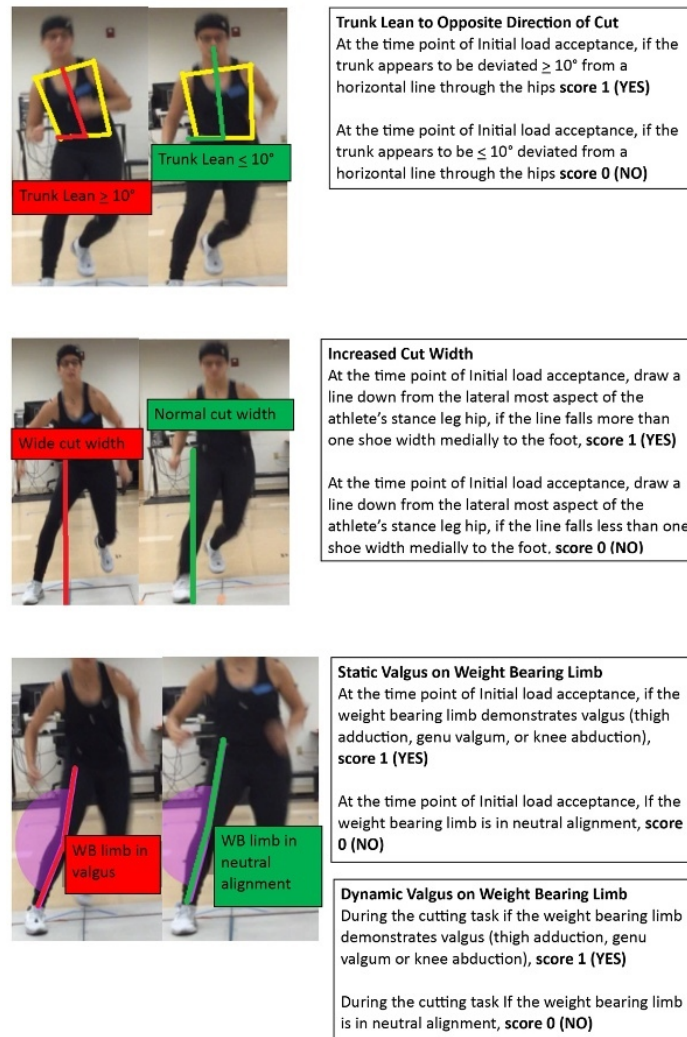 Trunk Lean to Opposite Direction of Cut
At the time point of Initial load acceptance, if the
trunk appears to be deviated ≥ 10° from a
horizontal line through the hips score 1 (YES)
At the time point of Initial load acceptance, if the
trunk appears to be ≤ 10° deviated from a
horizontal line through the hips score 0 (NO)
Trunk Lean ≤ 10°
Trunk Lean ≥ 10°
Increased Cut Width
At the time point of Initial load acceptance, draw a
line down from the lateral most aspect of the
athlete's stance leg hip, if the line falls more than
one shoe width medially to the foot, score 1 (YES)
At the time point of Initial load acceptance, draw a
line down from the lateral most aspect of the
athlete's stance leg hip, if the line falls less than one
shoe width medially to the foot, score 0 (NO)
Wide cut width
Normal cut width
Static Valgus on Weight Bearing Limb
At the time point of Initial load acceptance, if the
weight bearing limb demonstrates valgus (thigh
adduction, genu valgum, or knee abduction),
score 1 (YES)
At the time point of Initial load acceptance, If the
weight bearing limb is in neutral alignment, score
0 (NO)
WB limb in
valgus
WB limb in
neutral
alignment
Dynamic Valgus on Weight Bearing Limb
During the cutting task if the weight bearing limb
demonstrates valgus (thigh adduction, genu
valgum or knee abduction), score 1 (YES)
During the cutting task If the weight bearing limb
is in neutral alignment, score 0 (NO)